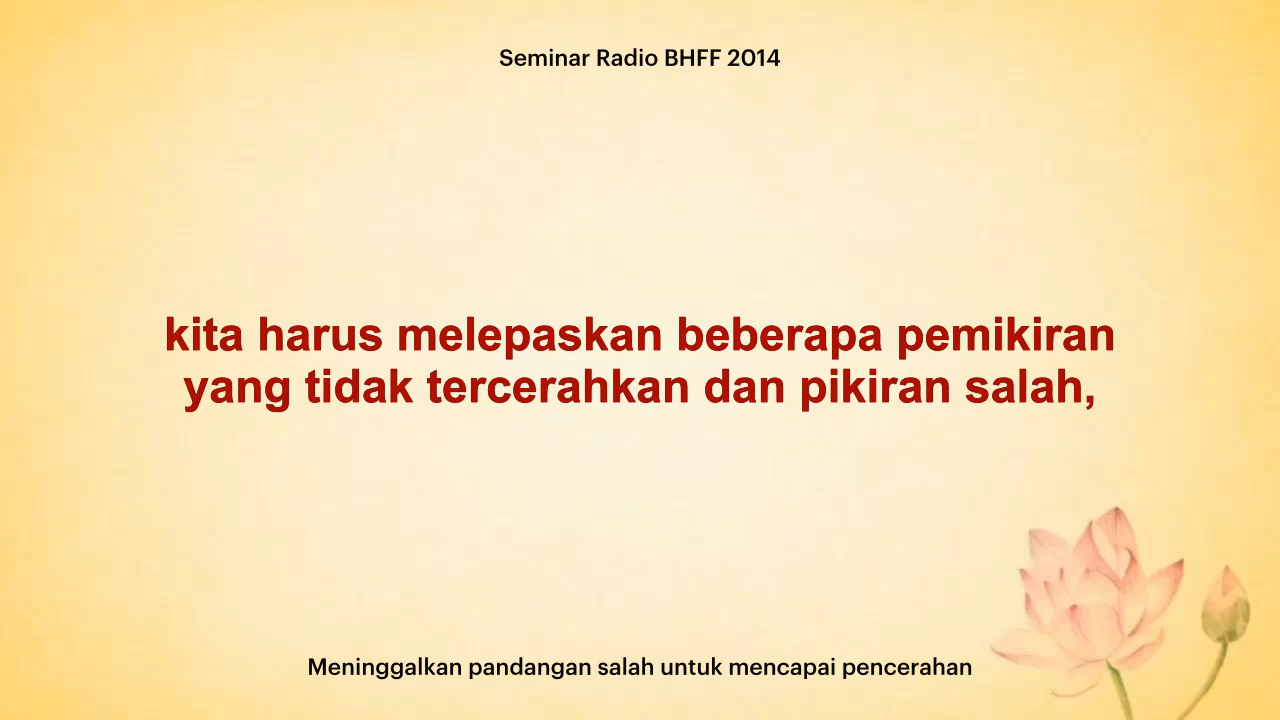 Seminar Radio BHFF 2014
kita harus melepaskan beberapa pemikiran
yang tidak tercerahkan dan pikiran salah,
Meninggalkan pandangan salah untuk mencapai pencerahan